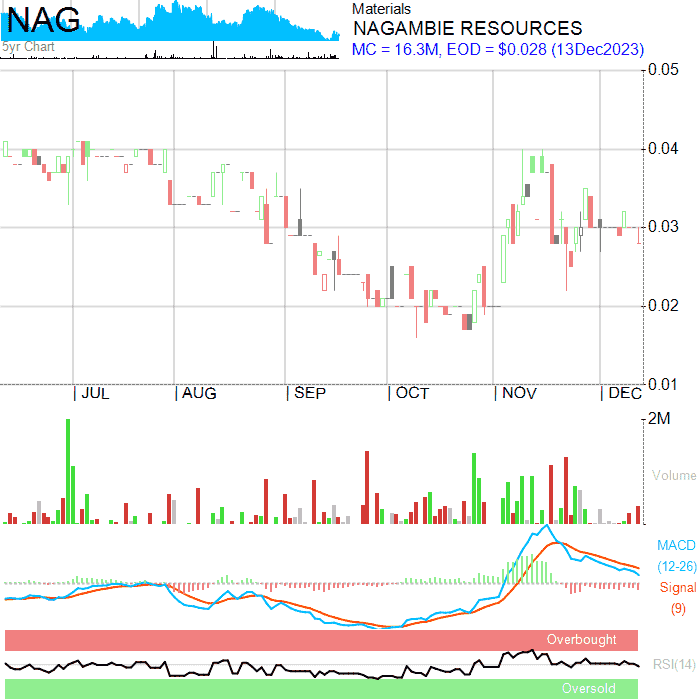 NAG
5yr Chart
Materials
NAGAMBIE RESOURCES
MC = 16.3M, EOD = $0.028 (13Dec2023)
0.05
0.04
0.03
0.02
0.01
| JUL | AUG | SEP | OCT | NOV | DEC
2M
Volume
MACD
(12-26)
Signal
(9)
Overbought
RSI(14)
Oversold